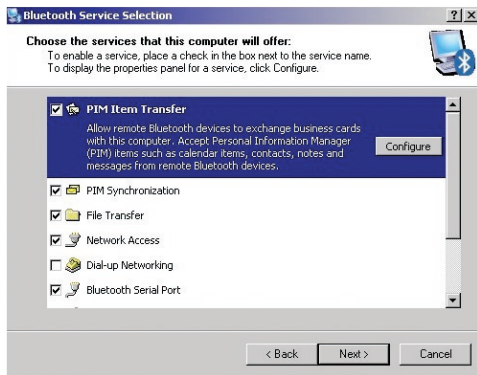 Bluetooth Service Selection
Choose the services that this computer will offer:
To enable a service, place a check in the box next to the service name.
To display the properties panel for a service, click Configure.
PIM Item Transfer
Allow remote Bluetooth devices to exchange business cards
with this computer. Accept Personal Information Manager
(PIM) items such as calendar items, contacts, notes and
messages from remote Bluetooth devices.
Configure
PIM Synchronization
File Transfer
Network Access
Dial-up Networking
Bluetooth Serial Port
< Back
Next >
Cancel